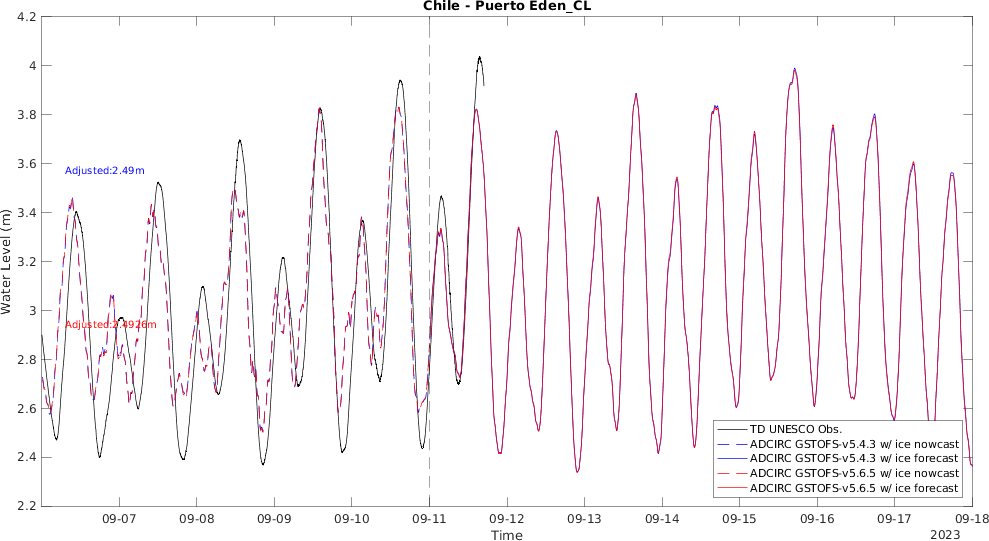 Chile - Puerto Eden_CL
4.2
4
3.8
3.6
3.4
3.2
3
2.8
2.6
2.4
2.2
Water Level (m)
Adjusted:2.49m
Adjusted:2.4926m
TD UNESCO Obs.
ADCIRC GSTOFS-v5.4.3 w/ ice nowcast
ADCIRC GSTOFS-v5.4.3 w/ ice forecast
ADCIRC GSTOFS-v5.6.5 w/ ice nowcast
ADCIRC GSTOFS-v5.6.5 w/ ice forecast
09-07 09-08 09-09 09-10 09-11 09-12 09-13 09-14 09-15 09-16 09-17 09-18
Time
2023